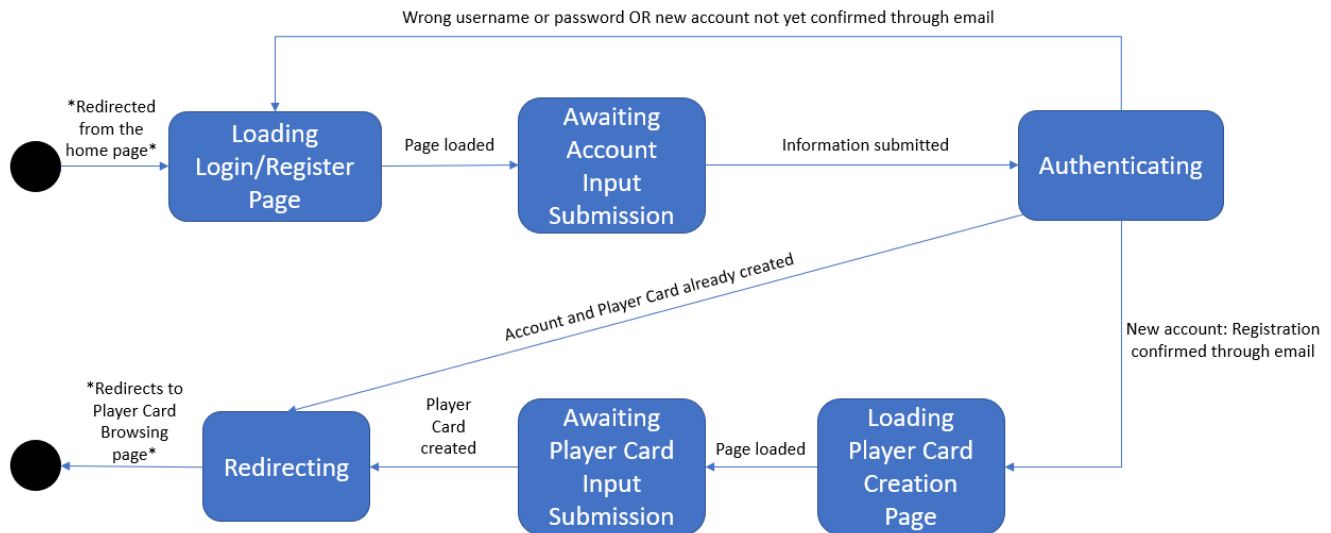 Wrong username or password OR new account not yet confirmed through email
*Redirected
from the
home page*
Loading
Login/Register
Page
Page loaded
Awaiting
Account
Input
Submission
Information submitted
Authenticating
Account and Player Card already created
New account: Registration
confirmed through email
*Redirects to
Player Card
Browsing
page*
Redirecting
Player
Card
created
Awaiting
Player Card
Input
Submission
Page loaded
Loading
Player Card
Creation
Page